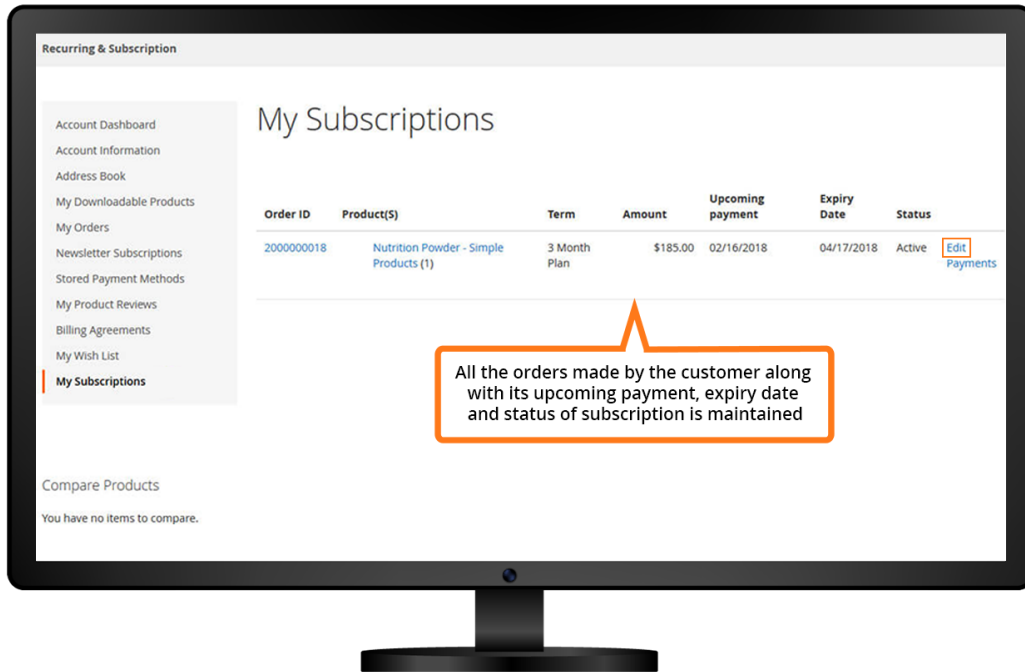 Recurring & Subscription
Account Dashboard
Account Information
Address Book
My Downloadable Products
My Orders
Newsletter Subscriptions
Stored Payment Methods
My Product Reviews
Billing Agreements
My Wish List
My Subscriptions
Compare Products
You have no items to compare.
My Subscriptions
Order ID Product(S) Term Amount Upcoming payment Expiry Date Status
2000000018 Nutrition Powder - Simple Products (1) 3 Month Plan $185.00 02/16/2018 04/17/2018 Active Edit Payments
All the orders made by the customer along
with its upcoming payment, expiry date
and status of subscription is maintained